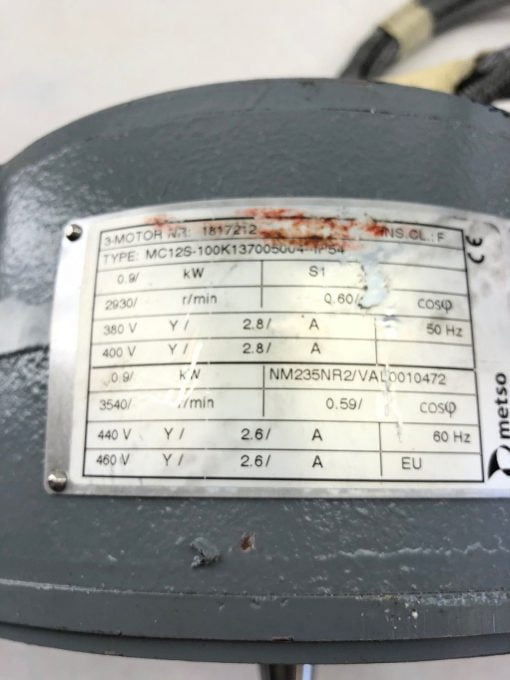 3-MOTOR NR: 1817212 INS.CL.: F
TYPE: MC12S-100K137005004 IP54
0.9/ kW S1
2930/ r/min 0.60/ cosφ
380 V Y / 2.8/ A 50 Hz
400 V Y / 2.8/ A
0.9/ kW NM235NR2/VAL0010472
3540/ r/min 0.59/ cosφ
440 V Y / 2.6/ A 60 Hz
460 V Y / 2.6/ A EU
CE
metso